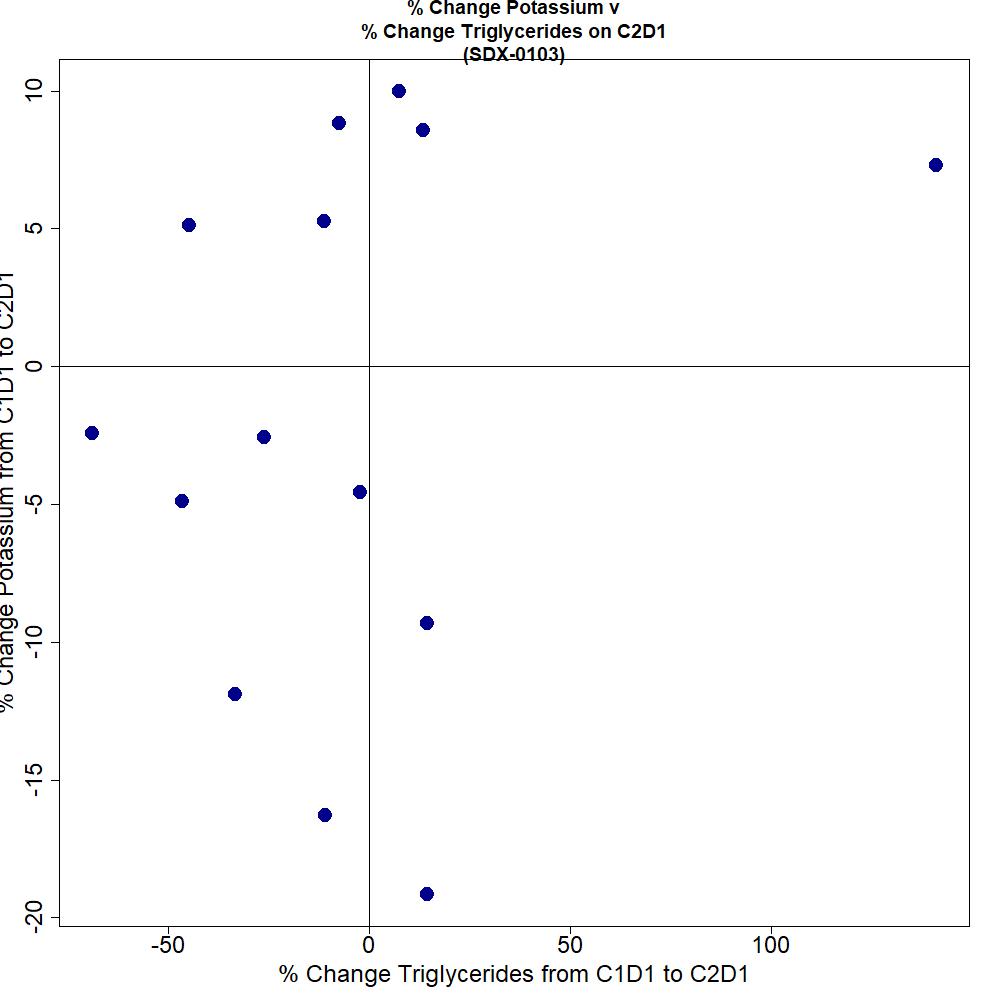 % Change Potassium v
% Change Triglycerides on C2D1
(SDX-0103)
% Change Potassium from C1D1 to C2D1
10
5
0
-5
-10
-15
-20
-50
0
50
100
% Change Triglycerides from C1D1 to C2D1